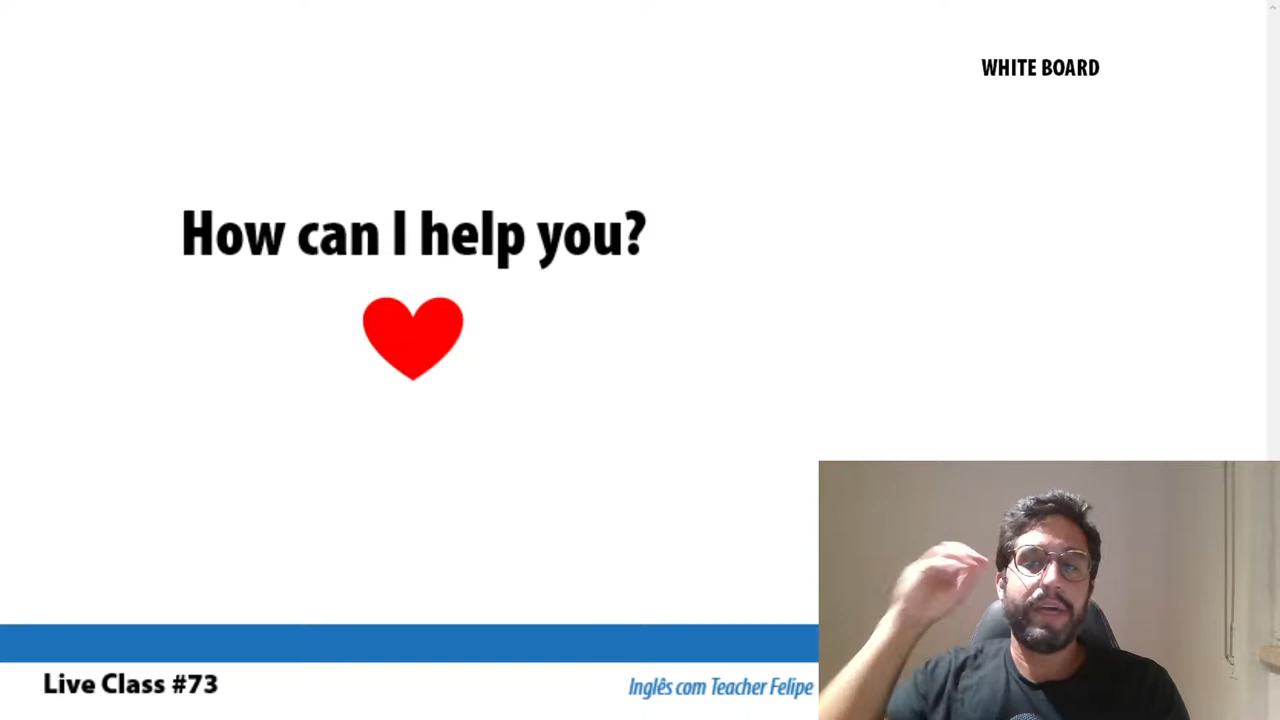 WHITE BOARD
How can I help you?
Live Class #73
Inglês com Teacher Felipe